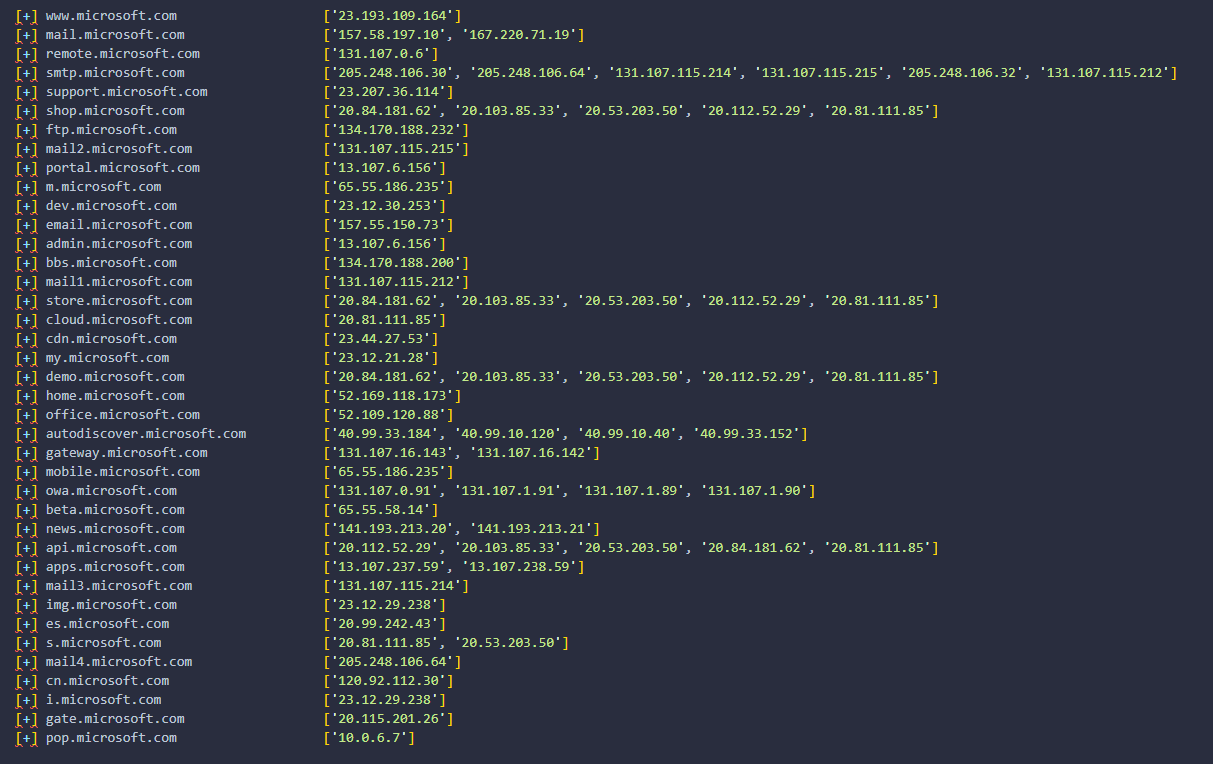 [+] www.microsoft.com ['23.193.109.164']
[+] mail.microsoft.com ['157.58.197.10', '167.220.71.19']
[+] remote.microsoft.com ['131.107.0.6']
[+] smtp.microsoft.com ['205.248.106.30', '205.248.106.64', '131.107.115.214', '131.107.115.215', '205.248.106.32', '131.107.115.212']
[+] support.microsoft.com ['23.207.36.114']
[+] shop.microsoft.com ['20.84.181.62', '20.103.85.33', '20.53.203.50', '20.112.52.29', '20.81.111.85']
[+] ftp.microsoft.com ['134.170.188.232']
[+] mail2.microsoft.com ['131.107.115.215']
[+] portal.microsoft.com ['13.107.6.156']
[+] m.microsoft.com ['65.55.186.235']
[+] dev.microsoft.com ['23.12.30.253']
[+] email.microsoft.com ['157.55.150.73']
[+] admin.microsoft.com ['13.107.6.156']
[+] bbs.microsoft.com ['134.170.188.200']
[+] mail1.microsoft.com ['131.107.115.212']
[+] store.microsoft.com ['20.84.181.62', '20.103.85.33', '20.53.203.50', '20.112.52.29', '20.81.111.85']
[+] cloud.microsoft.com ['20.81.111.85']
[+] cdn.microsoft.com ['23.44.27.53']
[+] my.microsoft.com ['23.12.21.28']
[+] demo.microsoft.com ['20.84.181.62', '20.103.85.33', '20.53.203.50', '20.112.52.29', '20.81.111.85']
[+] home.microsoft.com ['52.169.118.173']
[+] office.microsoft.com ['52.109.120.88']
[+] autodiscover.microsoft.com ['40.99.33.184', '40.99.10.120', '40.99.10.40', '40.99.33.152']
[+] gateway.microsoft.com ['131.107.16.143', '131.107.16.142']
[+] mobile.microsoft.com ['65.55.186.235']
[+] owa.microsoft.com ['131.107.0.91', '131.107.1.91', '131.107.1.89', '131.107.1.90']
[+] beta.microsoft.com ['65.55.58.14']
[+] news.microsoft.com ['141.193.213.20', '141.193.213.21']
[+] api.microsoft.com ['20.112.52.29', '20.103.85.33', '20.53.203.50', '20.84.181.62', '20.81.111.85']
[+] apps.microsoft.com ['13.107.237.59', '13.107.238.59']
[+] mail3.microsoft.com ['131.107.115.214']
[+] img.microsoft.com ['23.12.29.238']
[+] es.microsoft.com ['20.99.242.43']
[+] s.microsoft.com ['20.81.111.85', '20.53.203.50']
[+] mail4.microsoft.com ['205.248.106.64']
[+] cn.microsoft.com ['120.92.112.30']
[+] i.microsoft.com ['23.12.29.238']
[+] gate.microsoft.com ['20.115.201.26']
[+] pop.microsoft.com ['10.0.6.7']